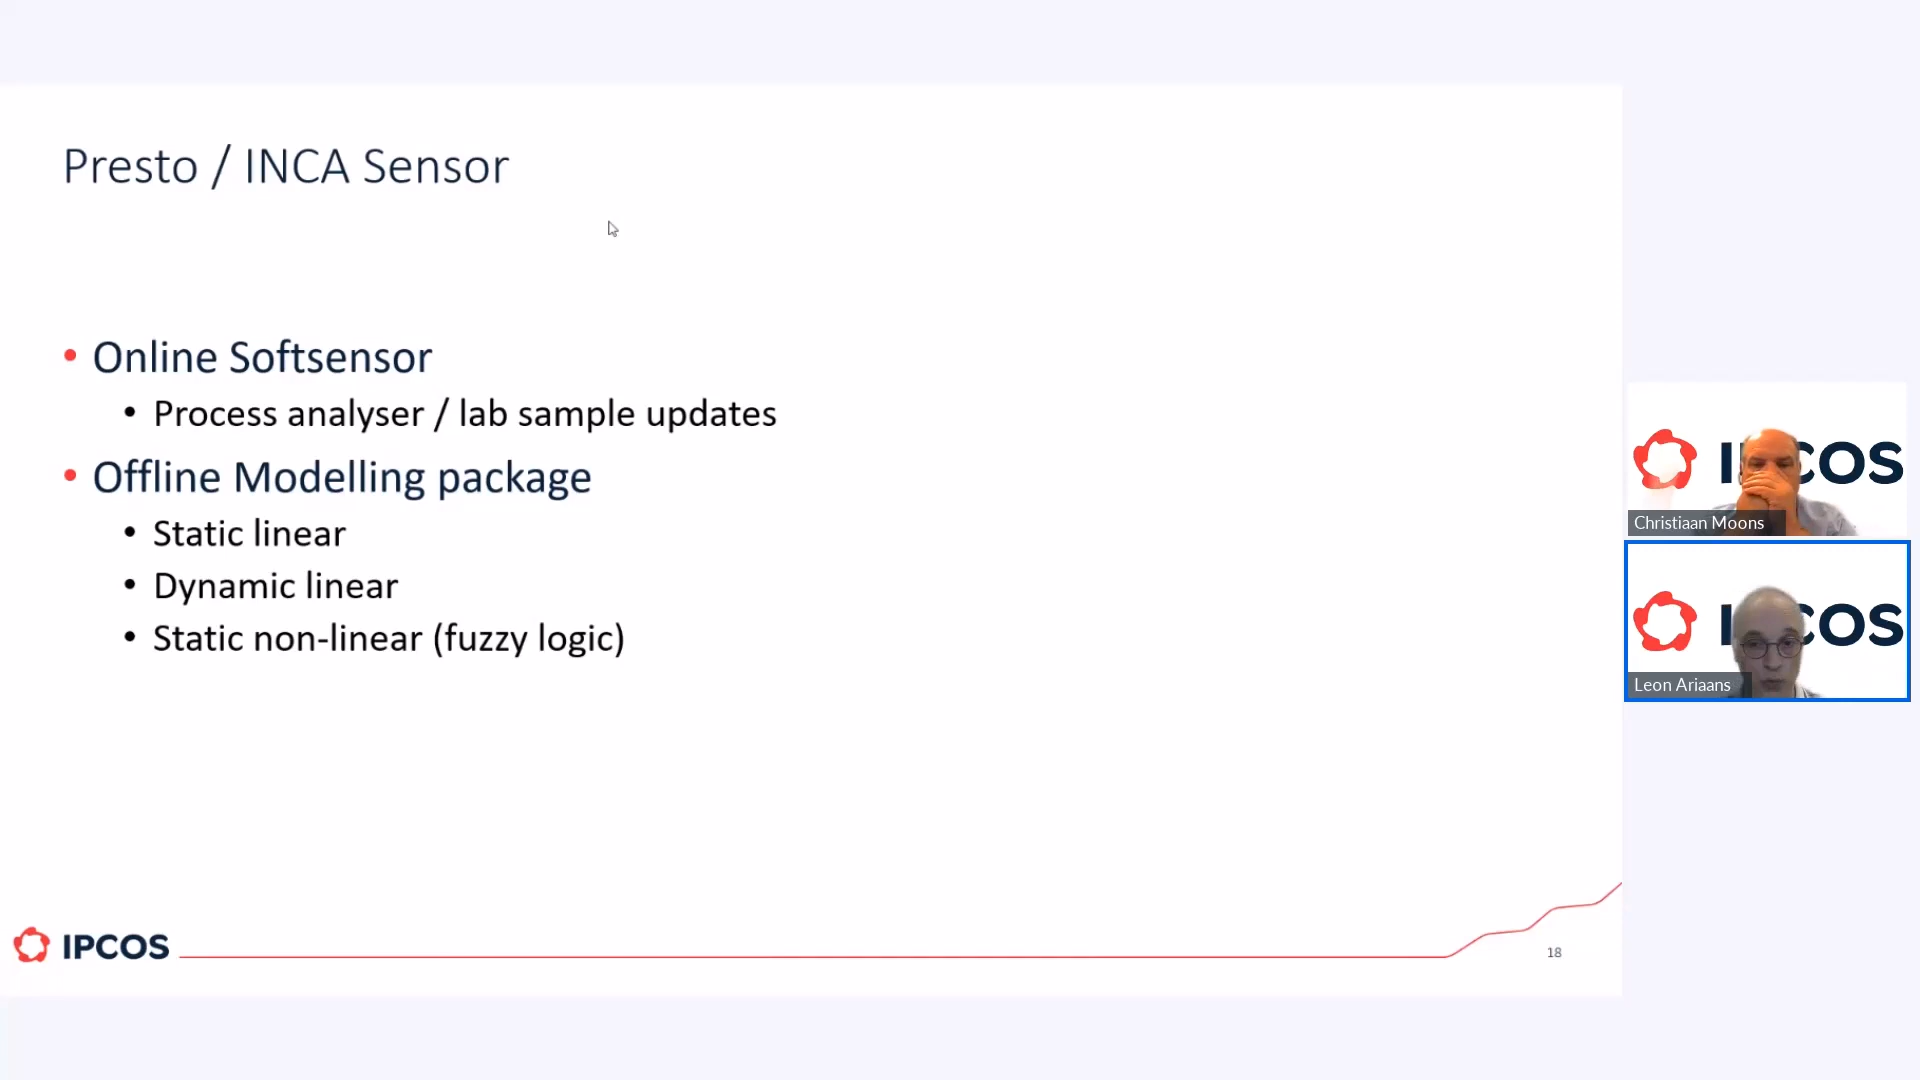 Presto / INCA Sensor
• Online Softsensor
• Process analyser / lab sample updates
• Offline Modelling package
• Static linear
• Dynamic linear
• Static non-linear (fuzzy logic)
IPCOS
18
I COS
Christiaan Moons
I COS
Leon Ariaans